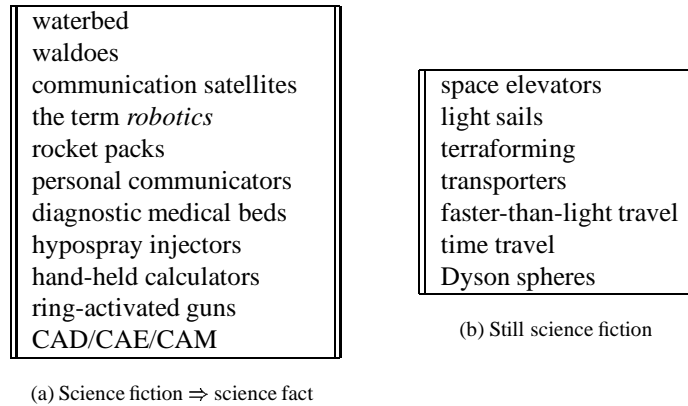 waterbed
waldoes
communication satellites
the term robotics
rocket packs
personal communicators
diagnostic medical beds
hypospray injectors
hand-held calculators
ring-activated guns
CAD/CAE/CAM
(a) Science fiction ⇒ science fact
space elevators
light sails
terraforming
transporters
faster-than-light travel
time travel
Dyson spheres
(b) Still science fiction